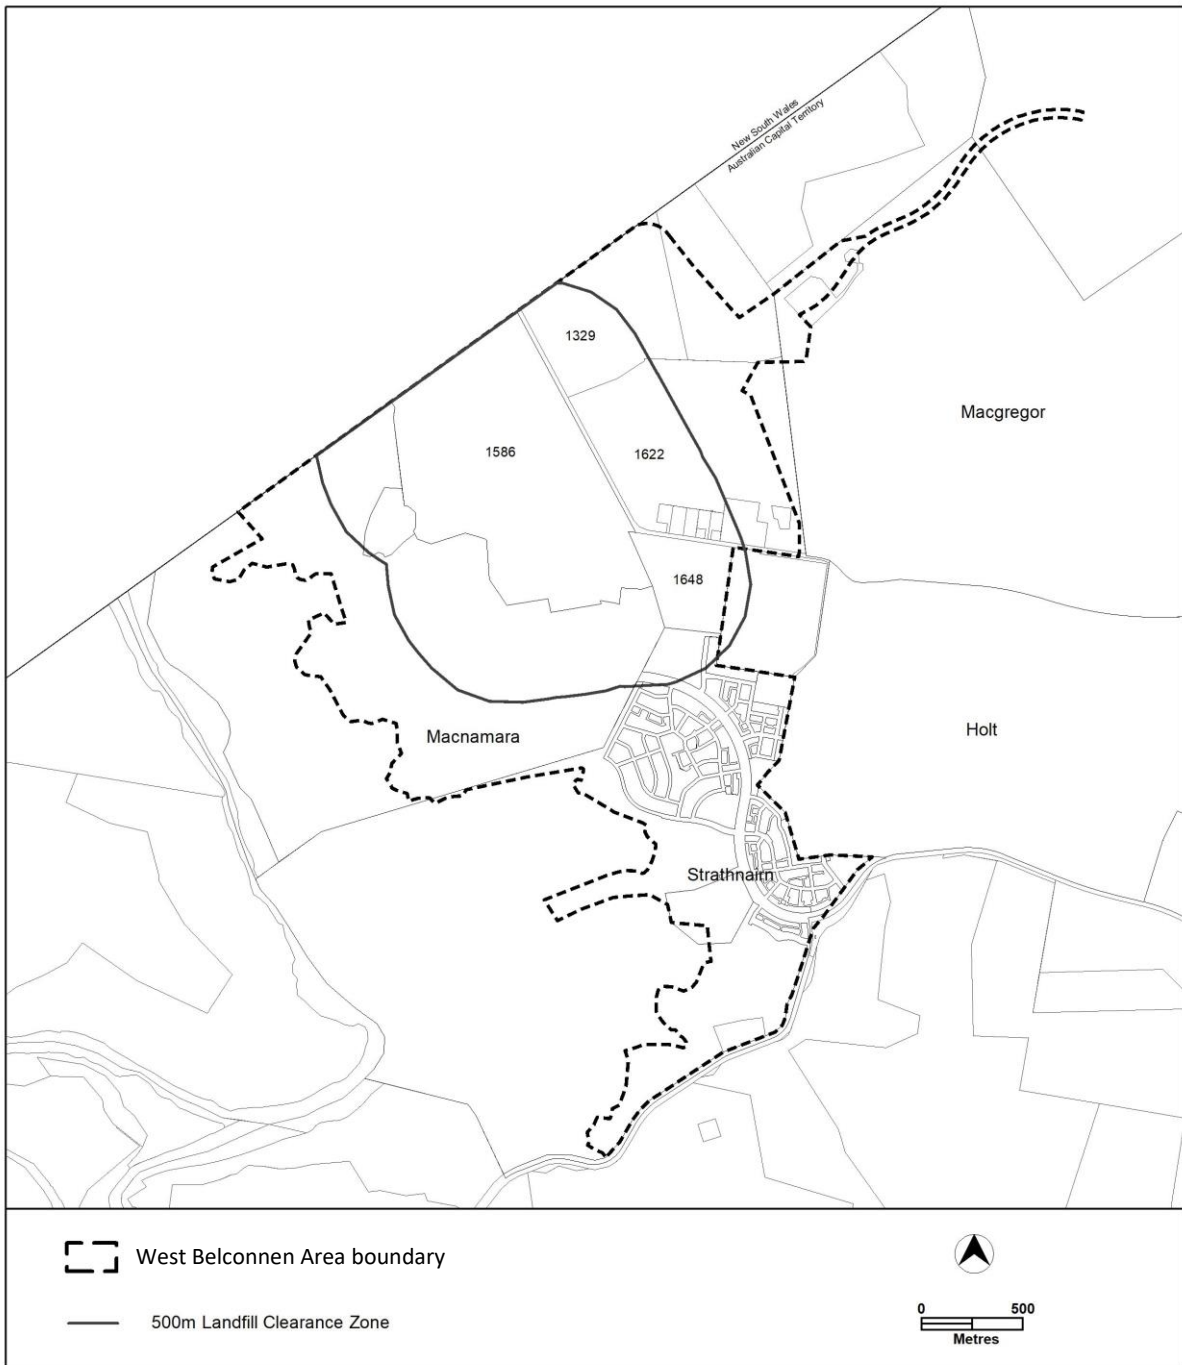 New South Wales
Australian Capital Territory
1329
Macgregor
1586
1622
1648
Macnamara
Holt
Strathnairn
West Belconnen Area boundary
500m Landfill Clearance Zone
0 500
Metres